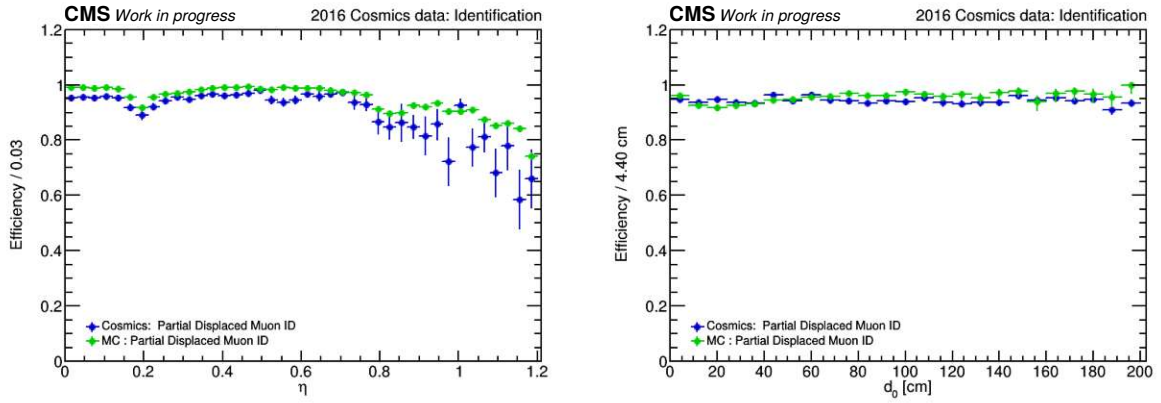 CMS Work in progress 2016 Cosmics data: Identification
Efficiency / 0.03
1.2
1
0.8
0.6
0.4
0.2
0
Cosmics: Partial Displaced Muon ID
MC : Partial Displaced Muon ID
0 0.2 0.4 0.6 0.8 1 1.2
η
CMS Work in progress 2016 Cosmics data: Identification
Efficiency / 4.40 cm
1.2
1
0.8
0.6
0.4
0.2
0
Cosmics: Partial Displaced Muon ID
MC : Partial Displaced Muon ID
0 20 40 60 80 100 120 140 160 180 200
d0 [cm]